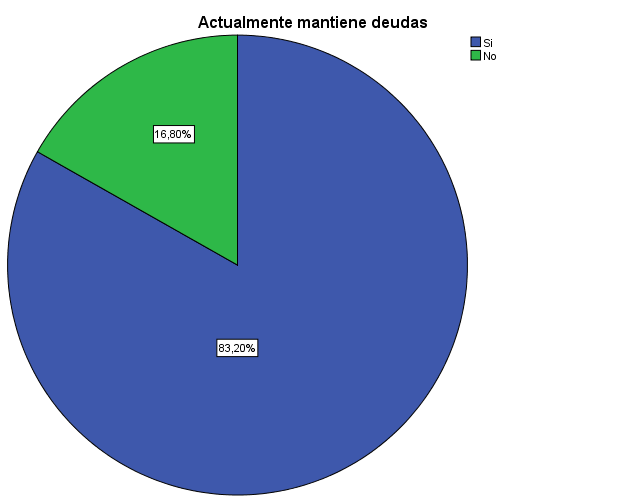 Actualmente mantiene deudas
Si
No
16,80%
83,20%